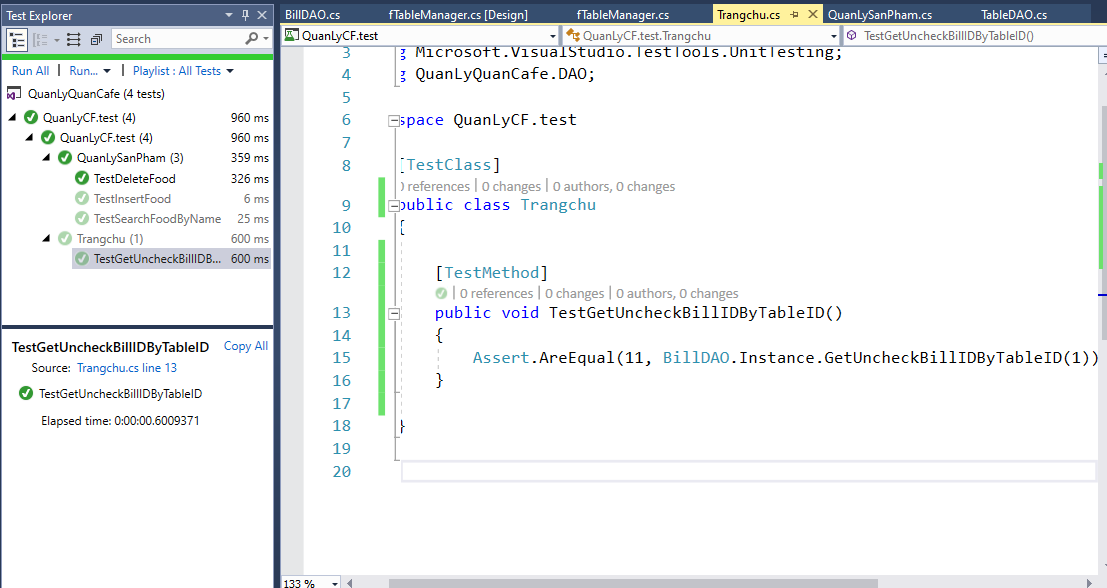 Test Explorer
Search
Run All | Run... | Playlist : All Tests
QuanLyQuanCafe (4 tests)
QuanLyCF.test (4) 960 ms
QuanLyCF.test (4) 960 ms
QuanLySanPham (3) 359 ms
TestDeleteFood 326 ms
TestInsertFood 6 ms
TestSearchFoodByName 25 ms
Trangchu (1) 600 ms
TestGetUncheckBillIDB... 600 ms
TestGetUncheckBillIDByTableID Copy All
Source: Trangchu.cs line 13
TestGetUncheckBillIDByTableID
Elapsed time: 0:00:00.6009371
BillDAO.cs fTableManager.cs [Design] fTableManager.cs Trangchu.cs QuanLySanPham.cs TableDAO.cs
QuanLyCF.test QuanLyCF.test.Trangchu TestGetUncheckBillIDByTableID()
3 g Microsoft.VisualStudio.TestTools.UnitTesting;
4 g QuanLyQuanCafe.DAO;
5
6 space QuanLyCF.test
7
8 [TestClass]
0 references | 0 changes | 0 authors, 0 changes
9 public class Trangchu
10 {
11
12 [TestMethod]
| 0 references | 0 changes | 0 authors, 0 changes
13 public void TestGetUncheckBillIDByTableID()
14 {
15 Assert.AreEqual(11, BillDAO.Instance.GetUncheckBillIDByTableID(1))
16 }
17
18 }
19
20
133 %